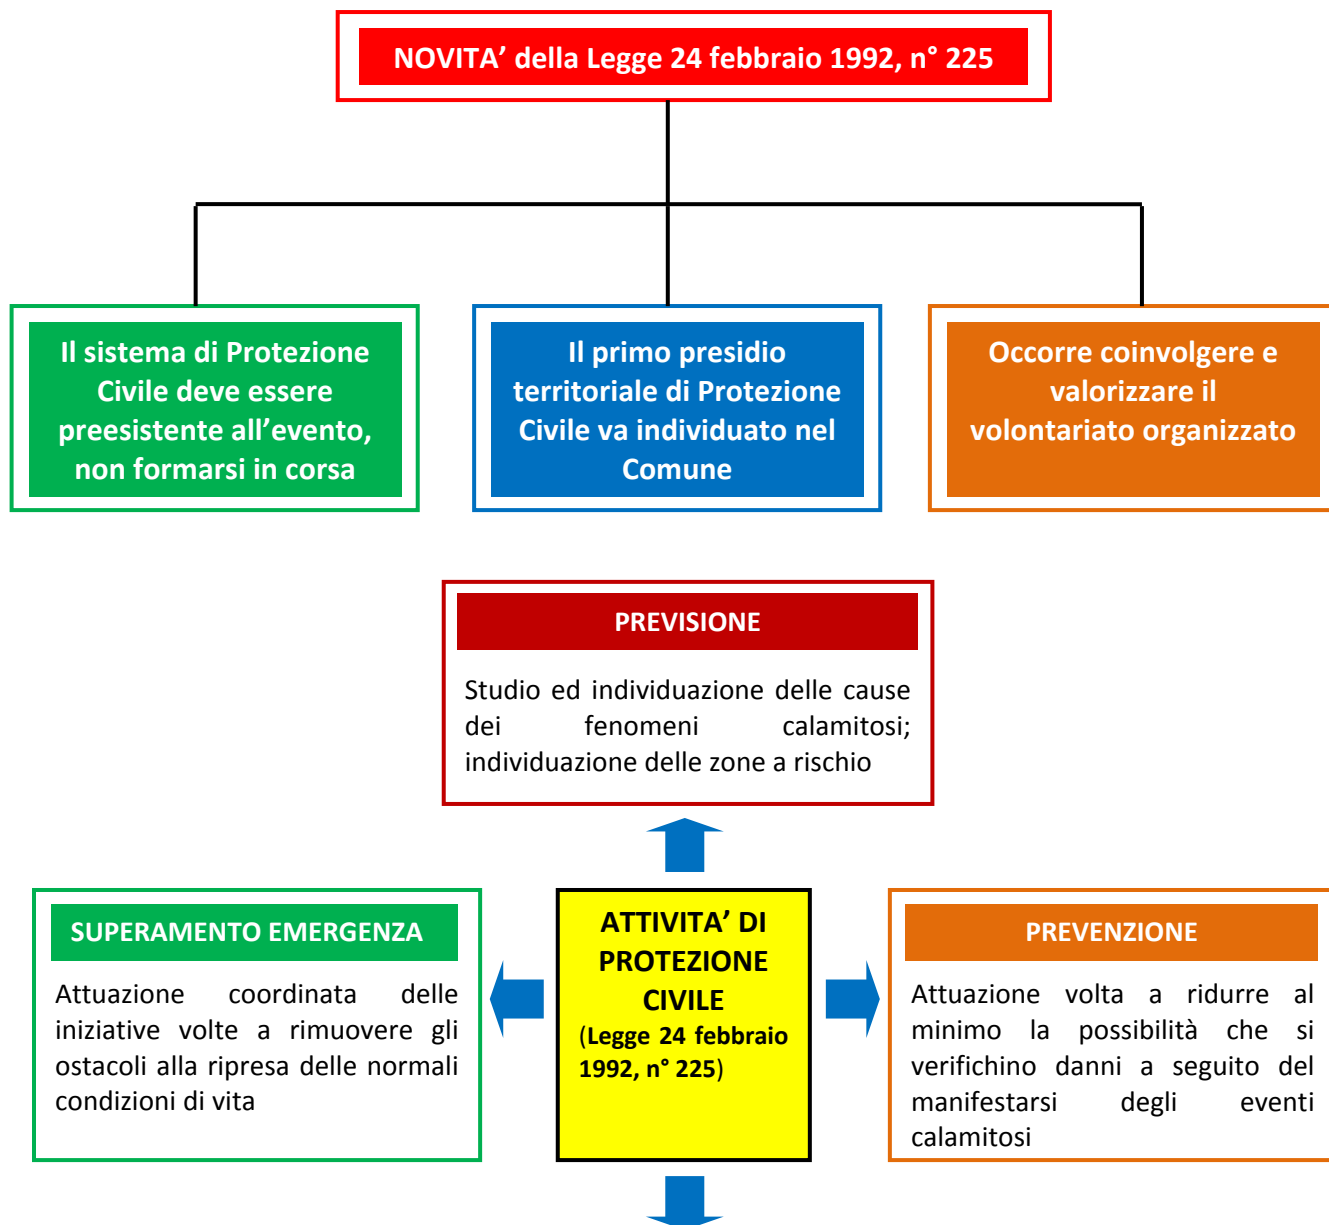 NOVITA’ della Legge 24 febbraio 1992, n° 225
Il sistema di Protezione
Civile deve essere
preesistente all’evento,
non formarsi in corsa
Il primo presidio
territoriale di Protezione
Civile va individuato nel
Comune
Occorre coinvolgere e
valorizzare il
volontariato organizzato
PREVISIONE
Studio ed individuazione delle cause
dei fenomeni calamitosi;
individuazione delle zone a rischio
SUPERAMENTO EMERGENZA
Attuazione coordinata delle
iniziative volte a rimuovere gli
ostacoli alla ripresa delle normali
condizioni di vita
ATTIVITA’ DI
PROTEZIONE
CIVILE
(Legge 24 febbraio
1992, n° 225)
PREVENZIONE
Attuazione volta a ridurre al
minimo la possibilità che si
verifichino danni a seguito del
manifestarsi degli eventi
calamitosi